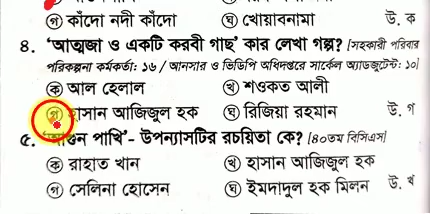 গ কাঁদো নদী কাঁদো ঘ খোয়াবনামা উ. ক
৪. ‘আত্মজা ও একটি করবী গাছ’ কার লেখা গল্প? [সহকারী পরিবার
পরিকল্পনা কর্মকর্তা: ১৬ / আনসার ও ভিডিপি অধিদপ্তরে সার্কেল অ্যাডজুটেন্ট: ১০]
ক আল হেলাল খ শওকত আলী
গ হাসান আজিজুল হক ঘ রিজিয়া রহমান উ. গ
৫. পাখি’- উপন্যাসটির রচয়িতা কে? [৪০তম বিসিএস]
ক রাহাত খান খ হাসান আজিজুল হক
গ সেলিনা হোসেন ঘ ইমদাদুল হক মিলন উ. খ